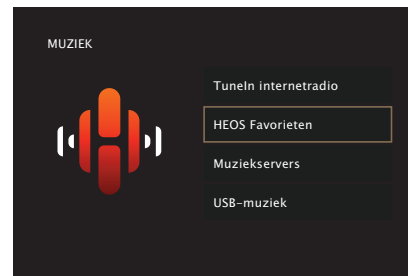 MUZIEK
TuneIn internetradio
HEOS Favorieten
Muziekservers
USB-muziek